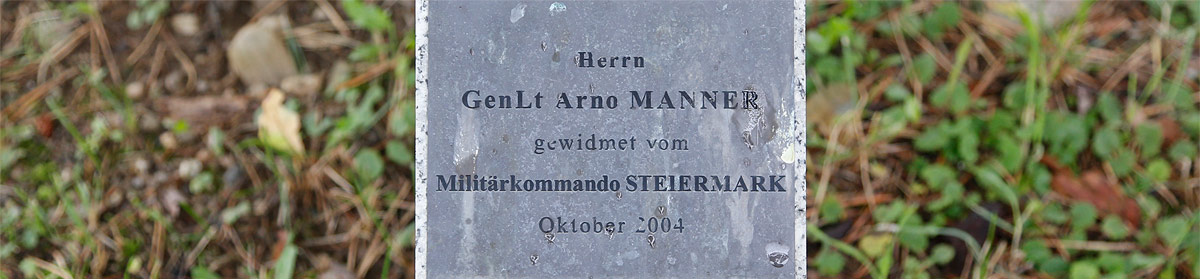 Herrn
GenLt Arno MANNER
gewidmet vom
Militärkommando STEIERMARK
Oktober 2004